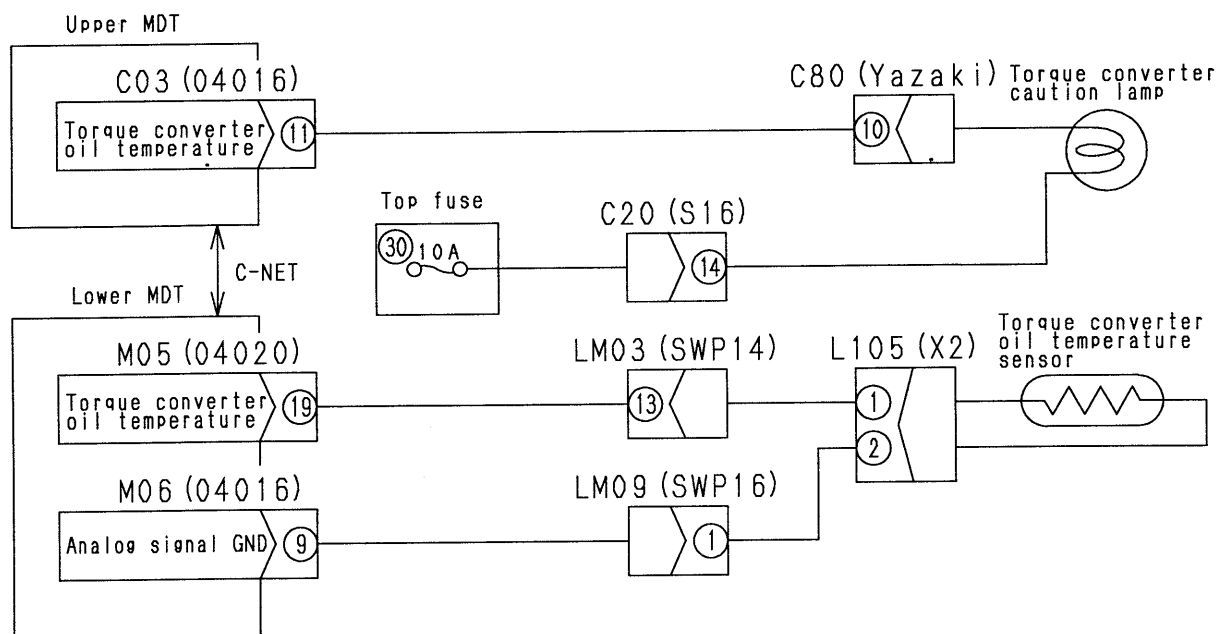 Upper MDT
C03 (04016)
Torque converter
oil temperature
11
C80 (Yazaki)
10
Torque converter
caution lamp
Top fuse
30
10A
C20 (S16)
14
C-NET
Lower MDT
M05 (04020)
Torque converter
oil temperature
19
LM03 (SWP14)
13
L105 (X2)
1
2
Torque converter
oil temperature
sensor
M06 (04016)
Analog signal GND
9
LM09 (SWP16)
1